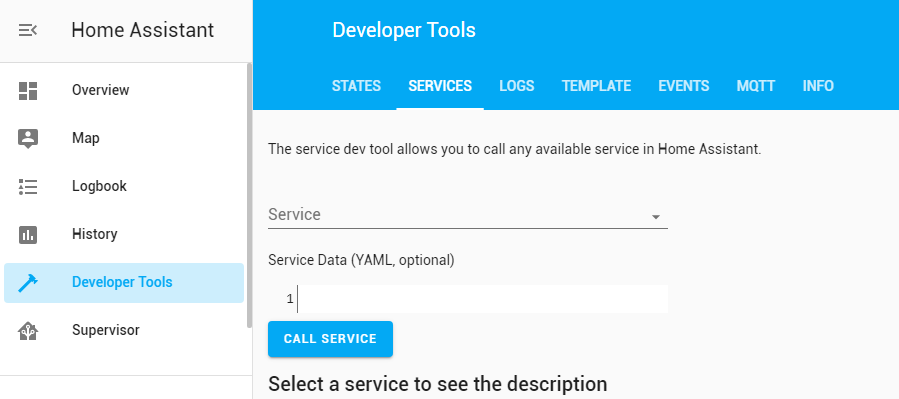 Home Assistant
Overview
Map
Logbook
History
Developer Tools
Supervisor
Developer Tools
STATES SERVICES LOGS TEMPLATE EVENTS MQTT INFO
The service dev tool allows you to call any available service in Home Assistant.
Service
Service Data (YAML, optional)
1
CALL SERVICE
Select a service to see the description